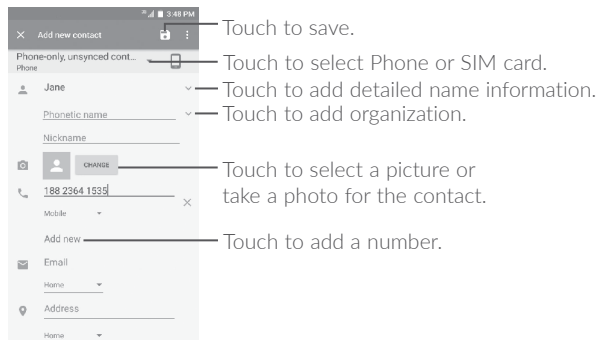 3G 3:48 PM
Add new contact
Touch to save.
Phone-only, unsynced cont...
Phone
Touch to select Phone or SIM card.
Jane
Touch to add detailed name information.
Phonetic name
Touch to add organization.
Nickname
CHANGE
Touch to select a picture or
take a photo for the contact.
188 2364 1535
Mobile
Add new
Touch to add a number.
Email
Home
Address
Home